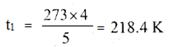 t₁ = 273×4/5 = 218.4 K